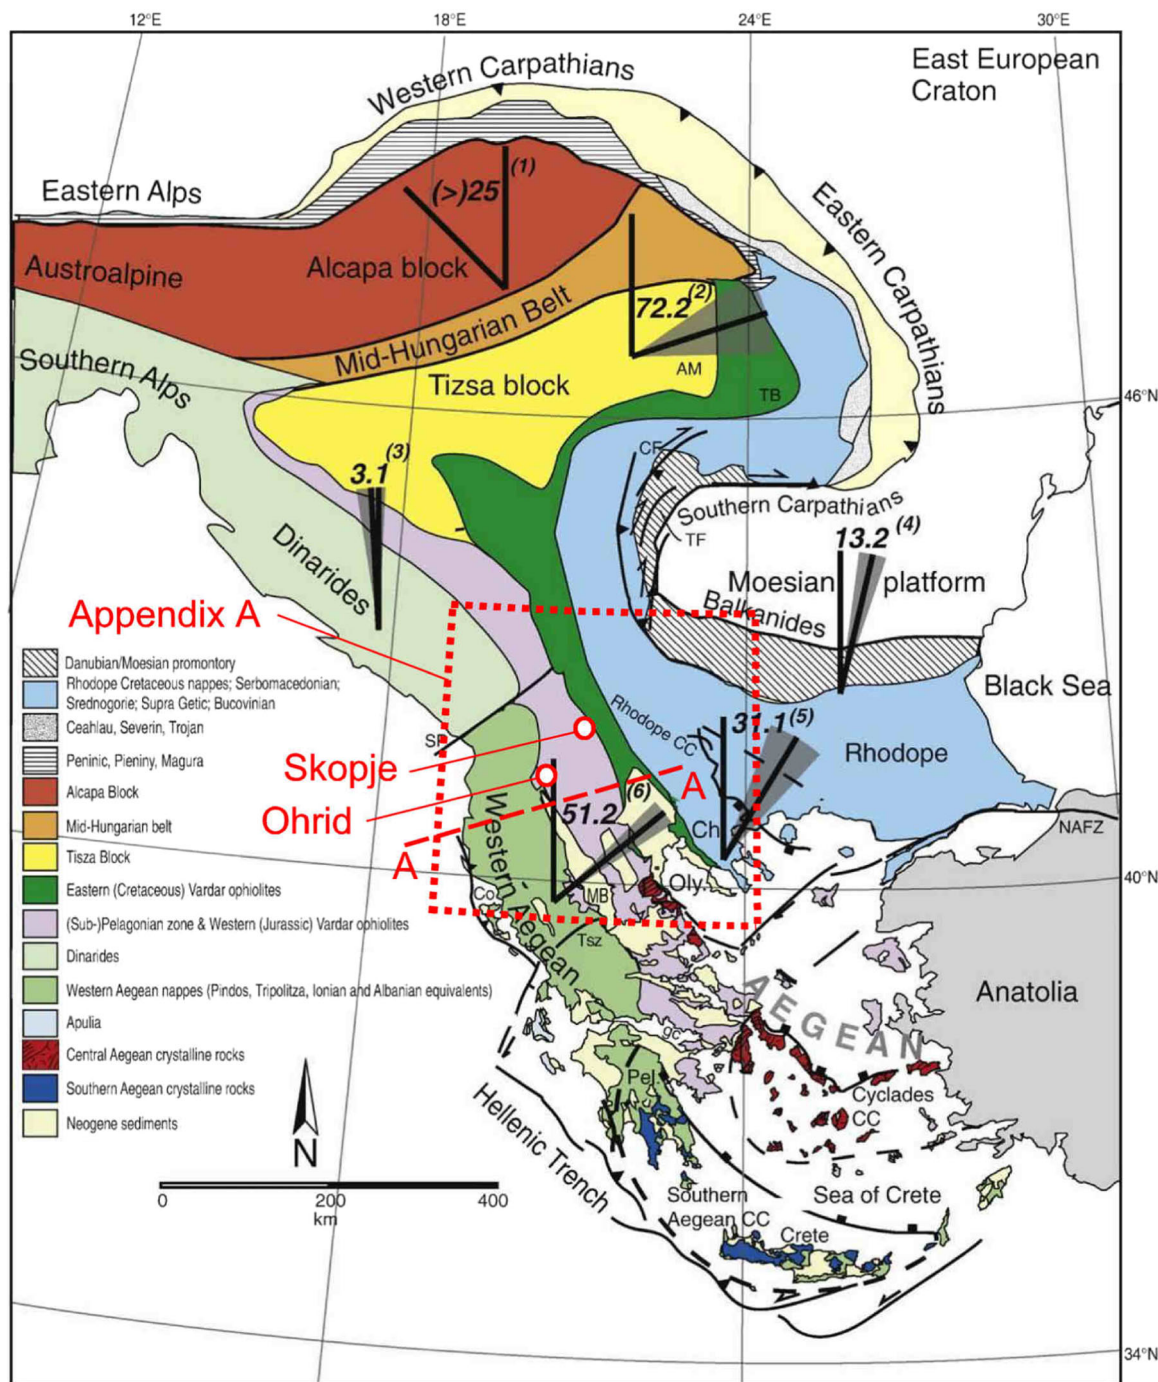 12°E
18°E
24°E
30°E
East European
Craton
Western Carpathians
Eastern Alps
(>)25 (1)
Eastern Carpathians
Austroalpine
Alcapa block
72.2 (2)
Mid-Hungarian Belt
Southern Alps
AM
Tizsa block
TB
46°N
CF
3.1 (3)
Southern Carpathians
TF
13.2 (4)
Dinarides
Moesian platform
Balkanides
Appendix A
Danubian/Moesian promontory
Rhodope Cretaceous nappes; Serbomacedonian;
Srednogorie; Supra Getic; Bucovinian
Ceahlau, Severin, Trojan
Peninic, Pieniny, Magura
Alcapa Block
Mid-Hungarian belt
Tisza Block
Eastern (Cretaceous) Vardar ophiolites
(Sub-)Pelagonian zone & Western (Jurassic) Vardar ophiolites
Dinarides
Western Aegean nappes (Pindos, Tripolitza, Ionian and Albanian equivalents)
Apulia
Central Aegean crystalline rocks
Southern Aegean crystalline rocks
Neogene sediments
Black Sea
Rhodope CC
31.1 (5)
Rhodope
Skopje
Ohrid
A
A
51.2 (6)
Ch
NAFZ
Western-Aegean
Oly.
40°N
Co
MB
Tsz
AEGEAN
Anatolia
gc
Pel.
Cyclades
CC
Hellenic Trench
N
0
200
400
km
Southern
Aegean CC
Sea of Crete
Crete
34°N